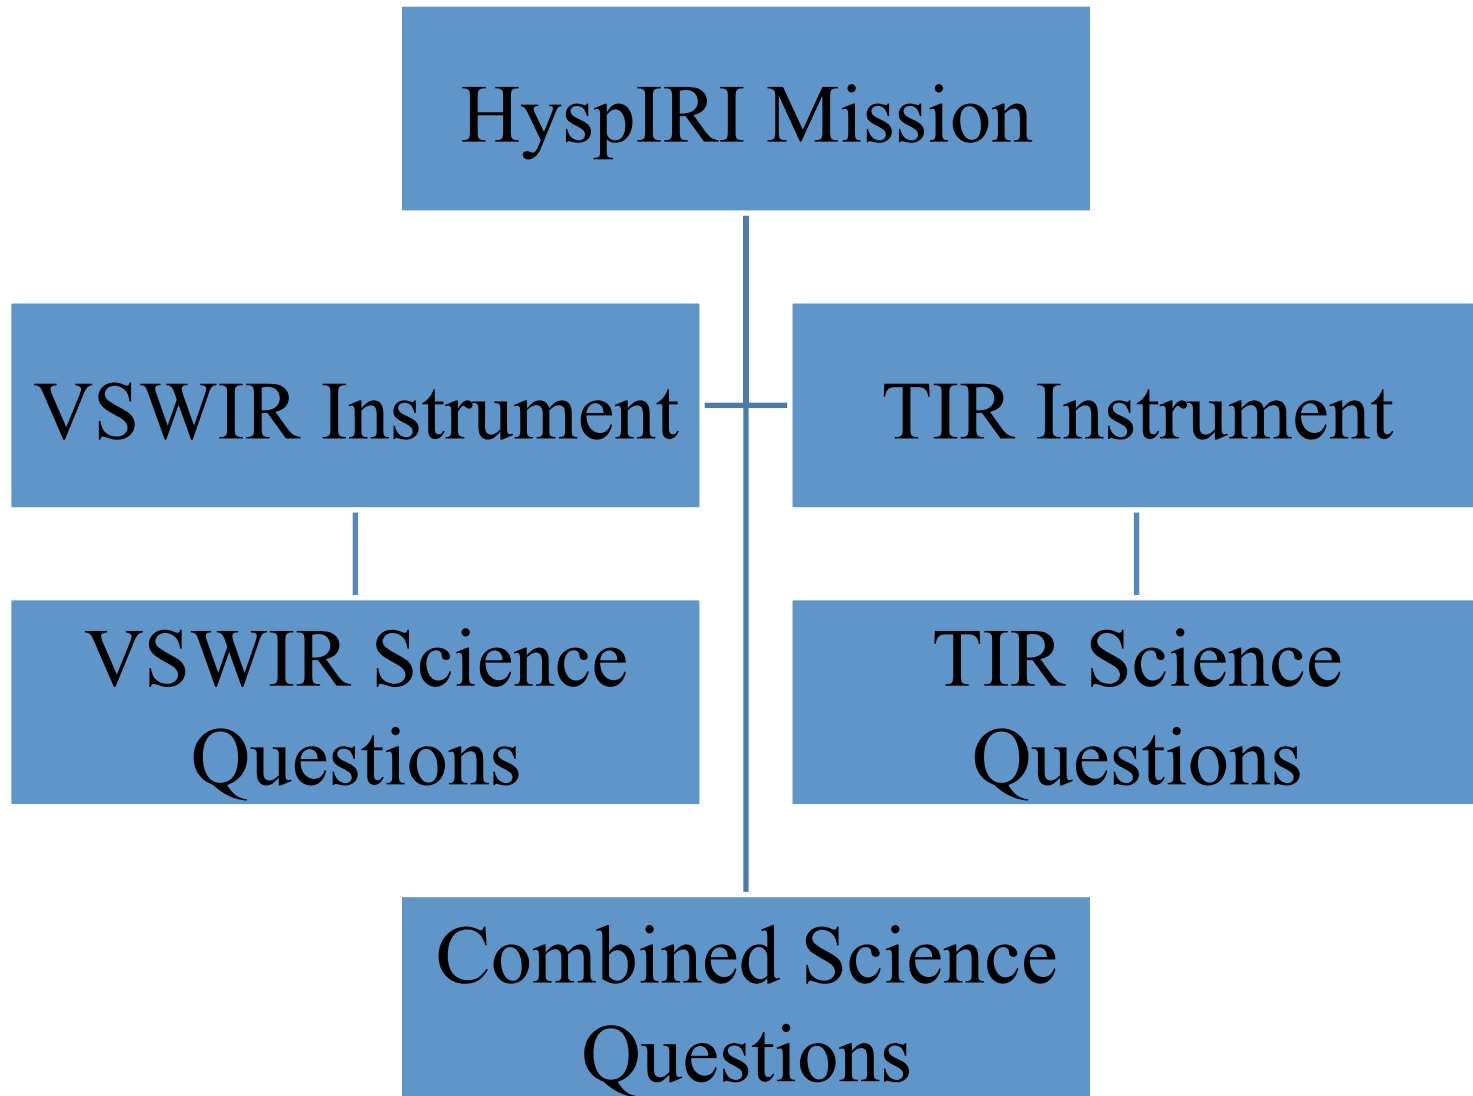 HyspIRI Mission
VSWIR Instrument
TIR Instrument
VSWIR Science
Questions
TIR Science
Questions
Combined Science
Questions